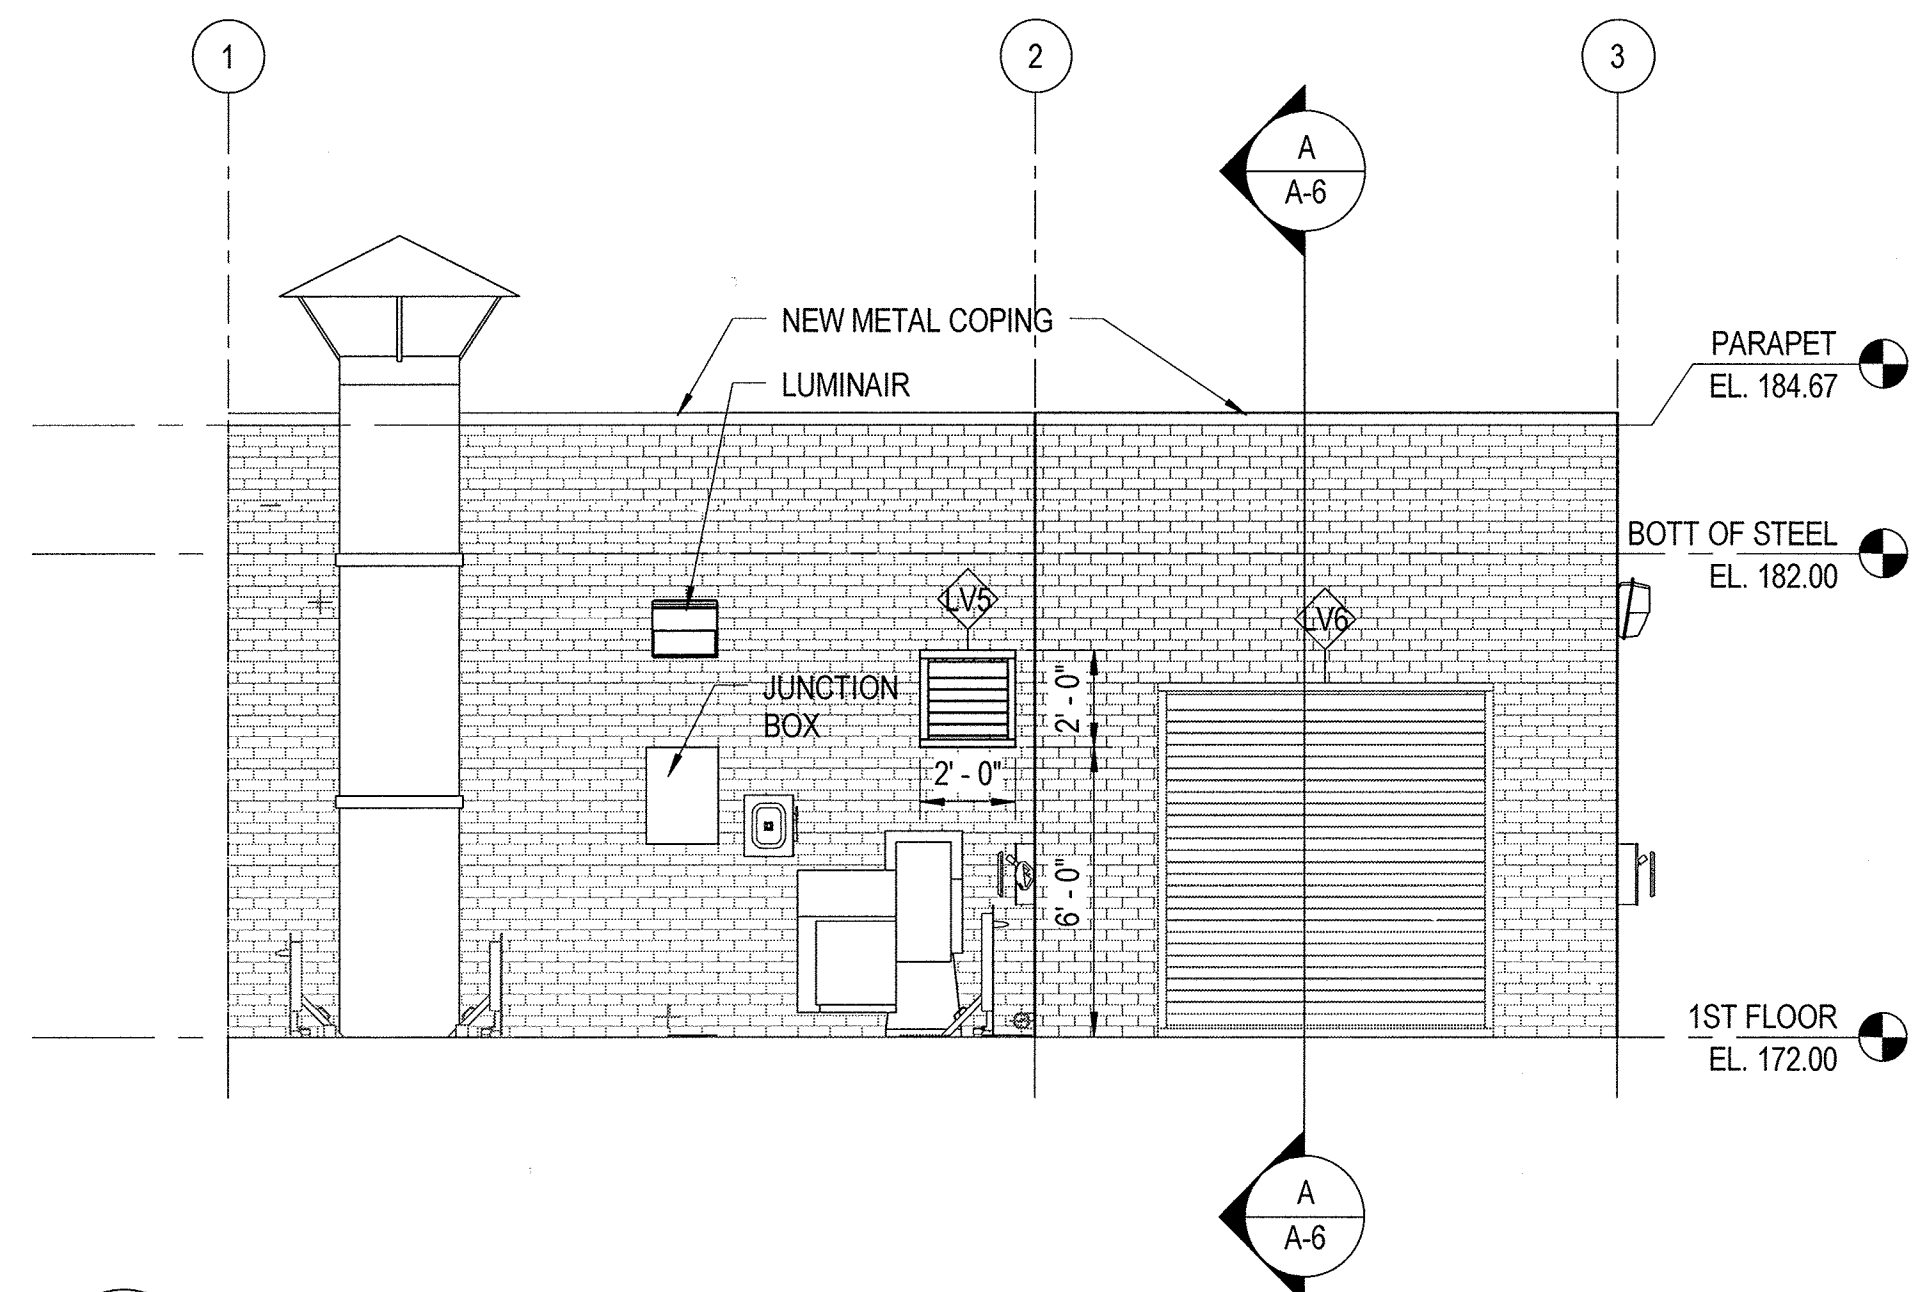 1
2
3
A
A-6
NEW METAL COPING
PARAPET
EL. 184.67
LUMINAIR
BOTT OF STEEL
EL. 182.00
LV5
LV6
2' - 0"
JUNCTION
BOX
2' - 0"
6' - 0"
1ST FLOOR
EL. 172.00
A
A-6